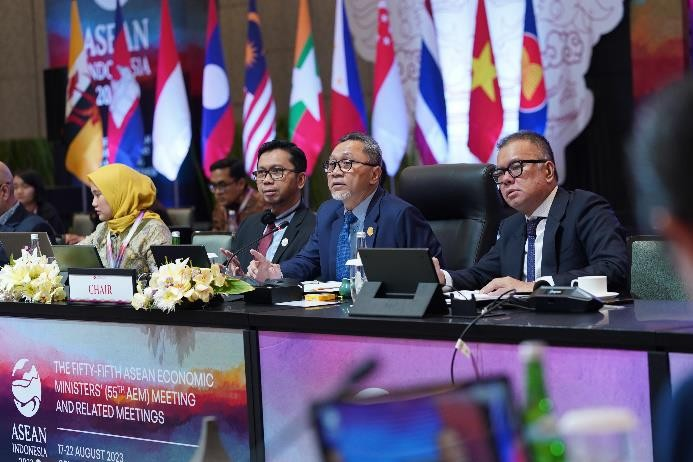 ASEAN
INDONESIA
CHAIR
THE FIFTY-FIFTH ASEAN ECONOMIC
MINISTERS' (55TH AEM) MEETING
AND RELATED MEETINGS
17-22 AUGUST 2023
ASEAN
INDONESIA